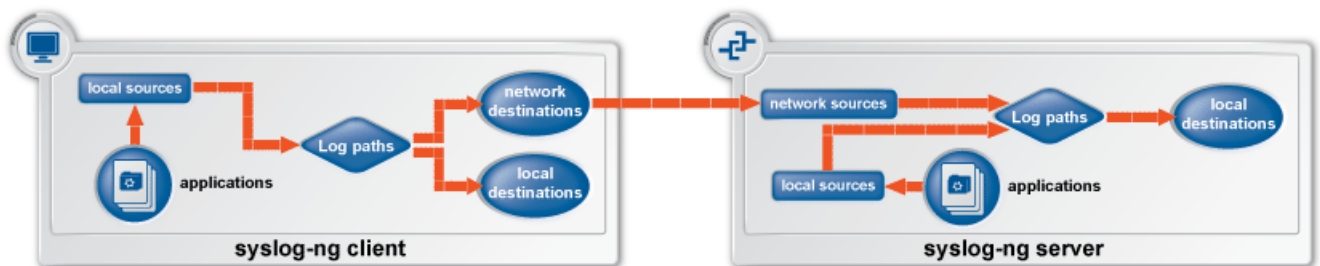 local sources
applications
Log paths
network
destinations
local
destinations
syslog-ng client
network sources
local sources
applications
Log paths
local
destinations
syslog-ng server